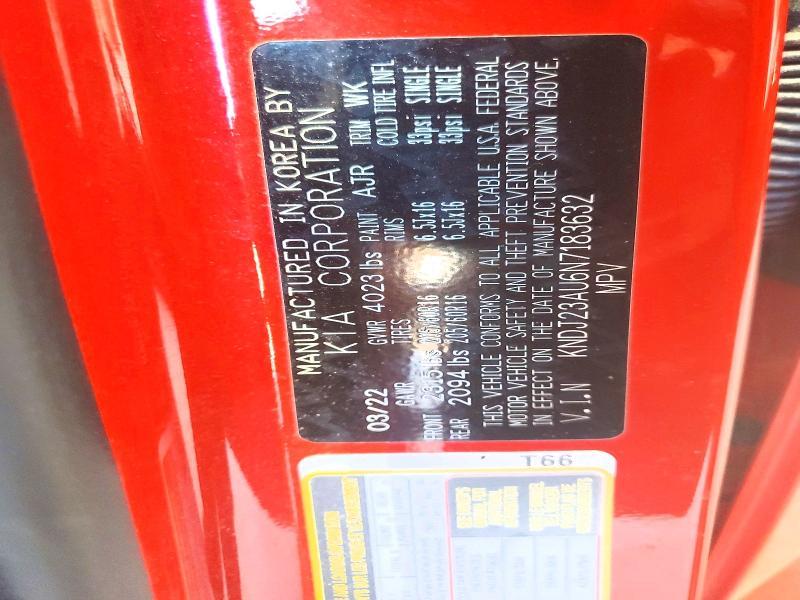 MANUFACTURED IN KOREA BY
KIA CORPORATION
03/22 GVWR 4023 lbs PAINT AJR TRIM WK
GAWR TIRES RIMS COLD TIRE INFL
FRONT lbs 205/60R16 6.5Jx16 33psi SINGLE
REAR 2094 lbs 205/60R16 6.5Jx16 33psi SINGLE
THIS VEHICLE CONFORMS TO ALL APPLICABLE U.S.A. FEDERAL
MOTOR VEHICLE SAFETY AND THEFT PREVENTION STANDARDS
IN EFFECT ON THE DATE OF MANUFACTURE SHOWN ABOVE.
V.I.N KNDJ23AU6N7183632
MPV
T66